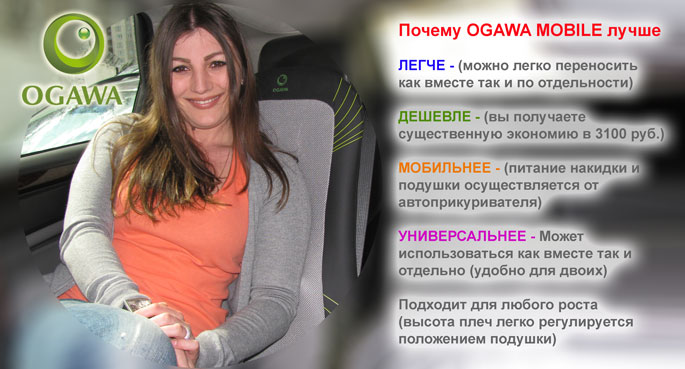 OGAWA
OGAWA
Почему OGAWA MOBILE лучше
ЛЕГЧЕ - (можно легко переносить
как вместе так и по отдельности)
ДЕШЕВЛЕ - (вы получаете
существенную экономию в 3100 руб.)
МОБИЛЬНЕЕ - (питание накидки и
подушки осуществляется от
автоприкуривателя)
УНИВЕРСАЛЬНЕЕ - Может
использоваться как вместе так и
отдельно (удобно для двоих)
Подходит для любого роста
(высота плеч легко регулируется
положением подушки)